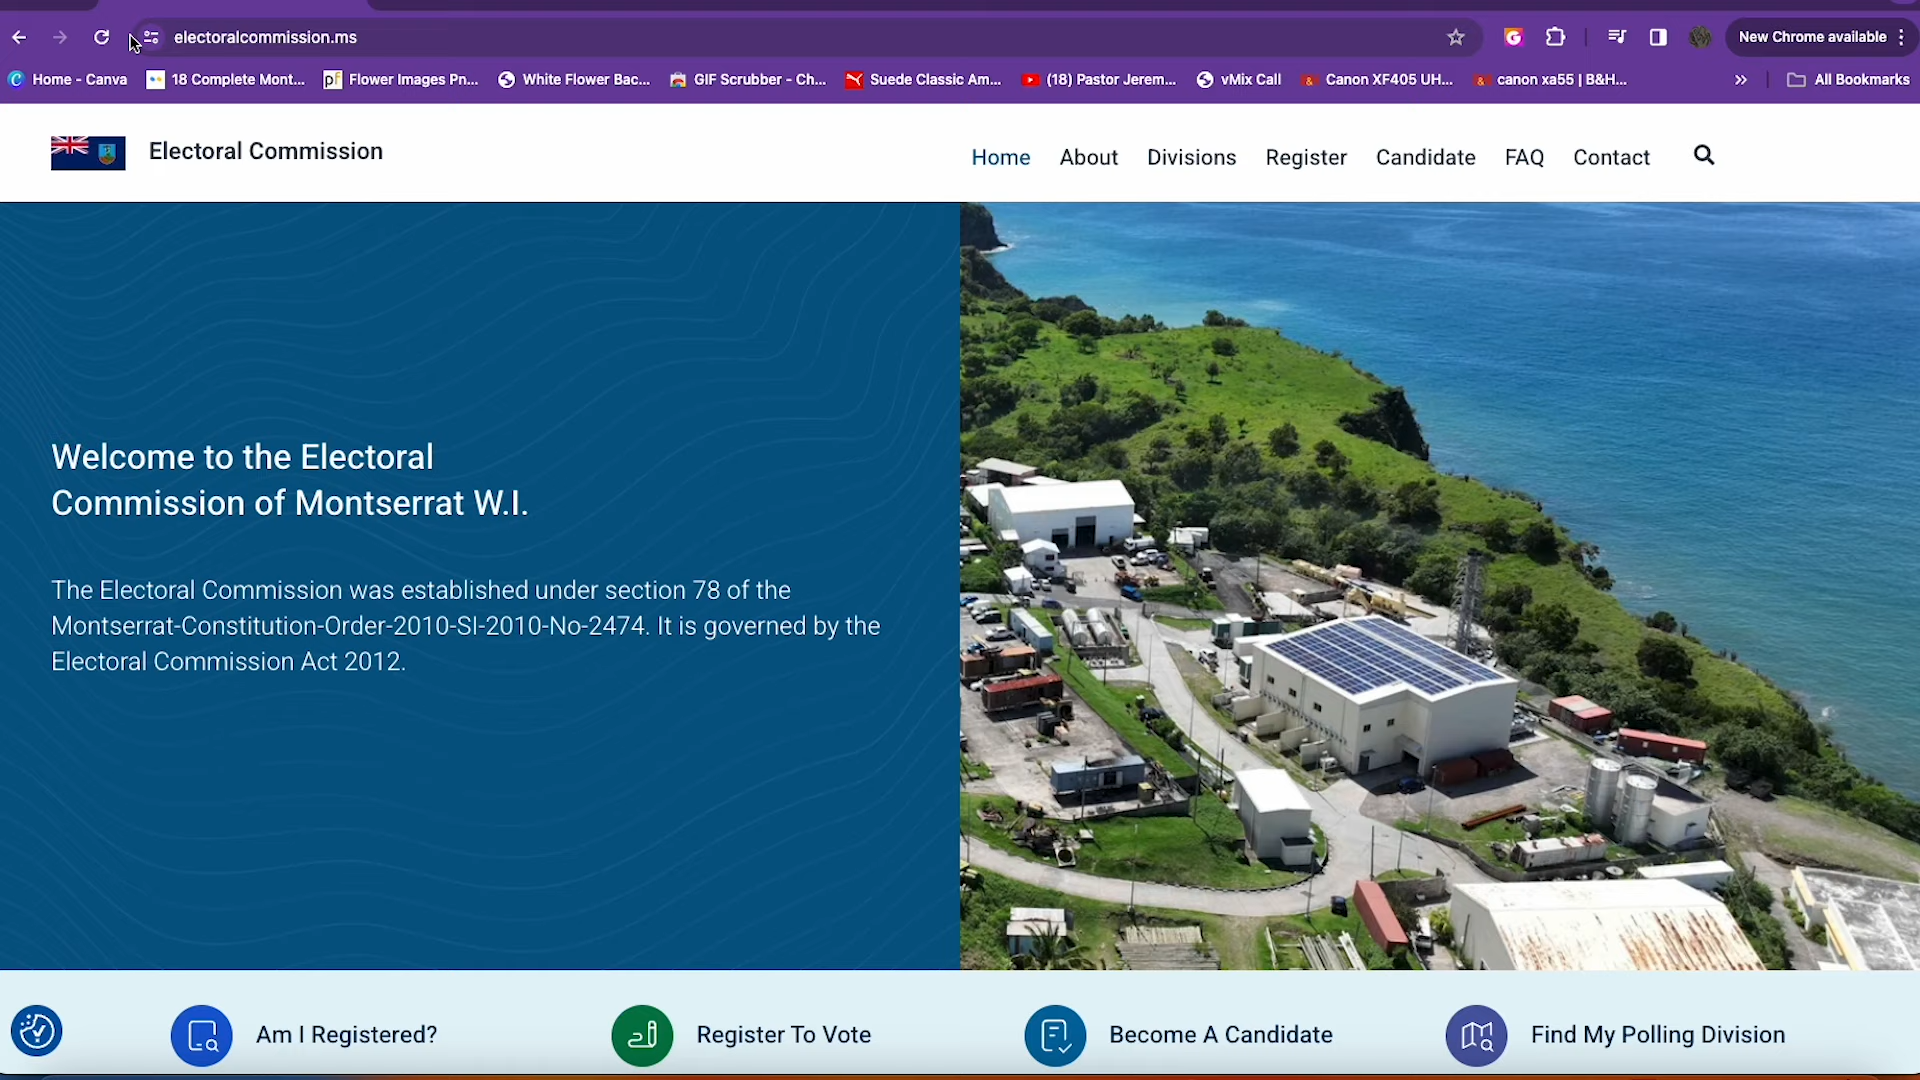 electoralcommission.ms
New Chrome available
Home - Canva
18 Complete Mont...
Flower Images Pn...
White Flower Bac...
GIF Scrubber - Ch...
Suede Classic Am...
(18) Pastor Jerem...
vMix Call
Canon XF405 UH...
canon xa55 | B&H...
All Bookmarks
Electoral Commission
Home
About
Divisions
Register
Candidate
FAQ
Contact
Welcome to the Electoral
Commission of Montserrat W.I.
The Electoral Commission was established under section 78 of the
Montserrat-Constitution-Order-2010-SI-2010-No-2474. It is governed by the
Electoral Commission Act 2012.
Am I Registered?
Register To Vote
Become A Candidate
Find My Polling Division